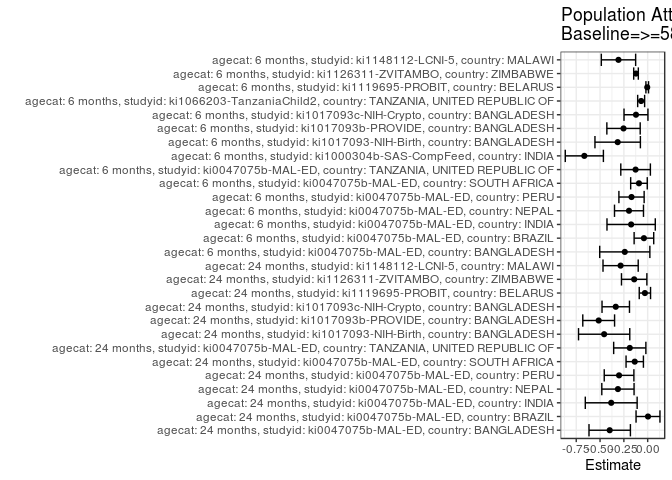 Population Att
Baseline=>=58
agecat: 6 months, studyid: ki1148112-LCNI-5, country: MALAWI
agecat: 6 months, studyid: ki1126311-ZVITAMBO, country: ZIMBABWE
agecat: 6 months, studyid: ki1119695-PROBIT, country: BELARUS
agecat: 6 months, studyid: ki1066203-TanzaniaChild2, country: TANZANIA, UNITED REPUBLIC OF
agecat: 6 months, studyid: ki1017093c-NIH-Crypto, country: BANGLADESH
agecat: 6 months, studyid: ki1017093b-PROVIDE, country: BANGLADESH
agecat: 6 months, studyid: ki1017093-NIH-Birth, country: BANGLADESH
agecat: 6 months, studyid: ki1000304b-SAS-CompFeed, country: INDIA
agecat: 6 months, studyid: ki0047075b-MAL-ED, country: TANZANIA, UNITED REPUBLIC OF
agecat: 6 months, studyid: ki0047075b-MAL-ED, country: SOUTH AFRICA
agecat: 6 months, studyid: ki0047075b-MAL-ED, country: PERU
agecat: 6 months, studyid: ki0047075b-MAL-ED, country: NEPAL
agecat: 6 months, studyid: ki0047075b-MAL-ED, country: INDIA
agecat: 6 months, studyid: ki0047075b-MAL-ED, country: BRAZIL
agecat: 6 months, studyid: ki0047075b-MAL-ED, country: BANGLADESH
agecat: 24 months, studyid: ki1148112-LCNI-5, country: MALAWI
agecat: 24 months, studyid: ki1126311-ZVITAMBO, country: ZIMBABWE
agecat: 24 months, studyid: ki1119695-PROBIT, country: BELARUS
agecat: 24 months, studyid: ki1017093c-NIH-Crypto, country: BANGLADESH
agecat: 24 months, studyid: ki1017093b-PROVIDE, country: BANGLADESH
agecat: 24 months, studyid: ki1017093-NIH-Birth, country: BANGLADESH
agecat: 24 months, studyid: ki0047075b-MAL-ED, country: TANZANIA, UNITED REPUBLIC OF
agecat: 24 months, studyid: ki0047075b-MAL-ED, country: SOUTH AFRICA
agecat: 24 months, studyid: ki0047075b-MAL-ED, country: PERU
agecat: 24 months, studyid: ki0047075b-MAL-ED, country: NEPAL
agecat: 24 months, studyid: ki0047075b-MAL-ED, country: INDIA
agecat: 24 months, studyid: ki0047075b-MAL-ED, country: BRAZIL
agecat: 24 months, studyid: ki0047075b-MAL-ED, country: BANGLADESH
-0.75 -0.50 -0.25 0.00
Estimate